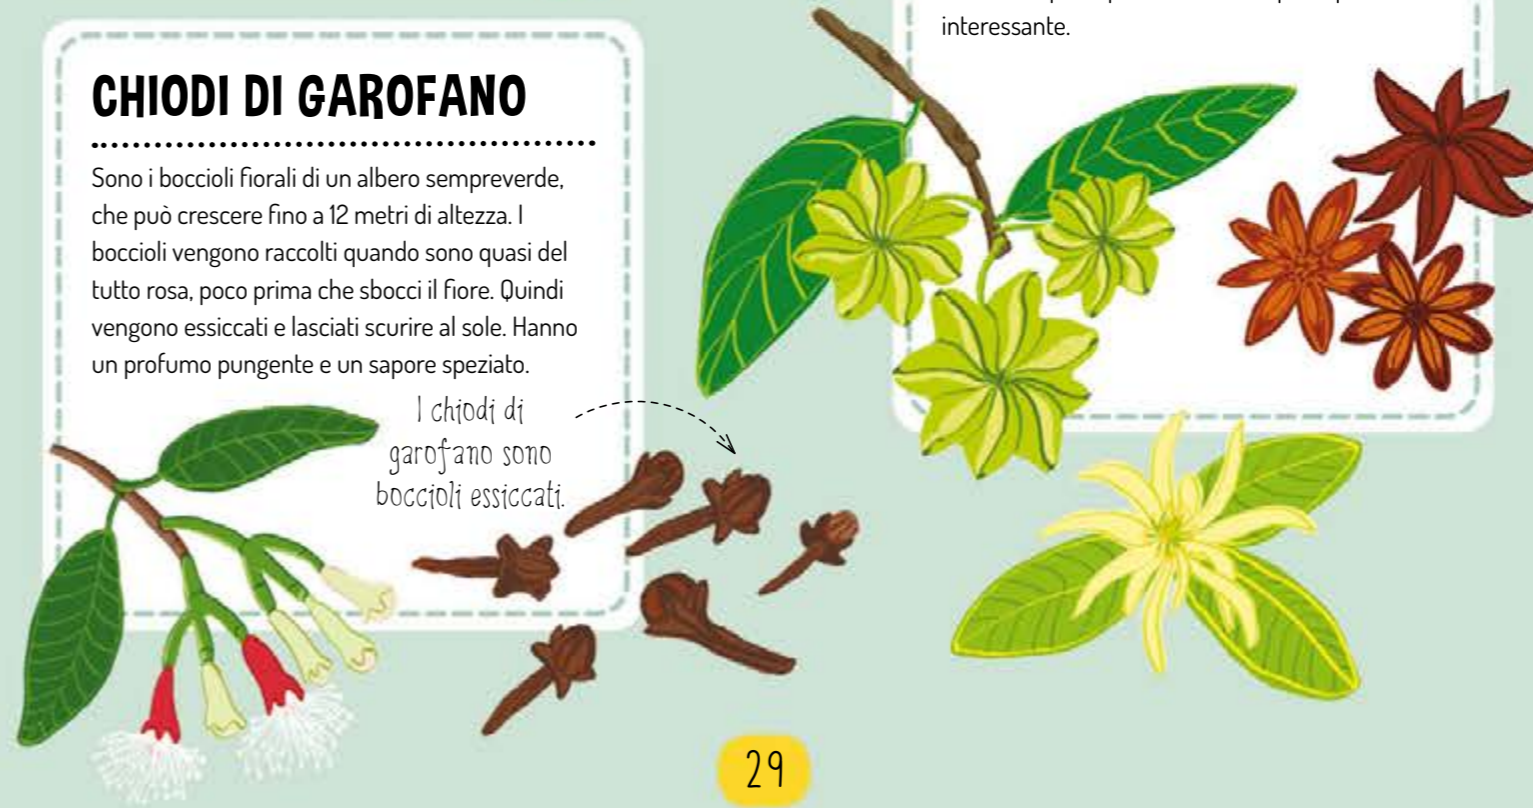 interessante.
CHIODI DI GAROFANO
Sono i boccioli fiorali di un albero sempreverde,
che può crescere fino a 12 metri di altezza. I
boccioli vengono raccolti quando sono quasi del
tutto rosa, poco prima che sbocci il fiore. Quindi
vengono essiccati e lasciati scurire al sole. Hanno
un profumo pungente e un sapore speziato.
I chiodi di
garofano sono
boccioli essiccati.
29